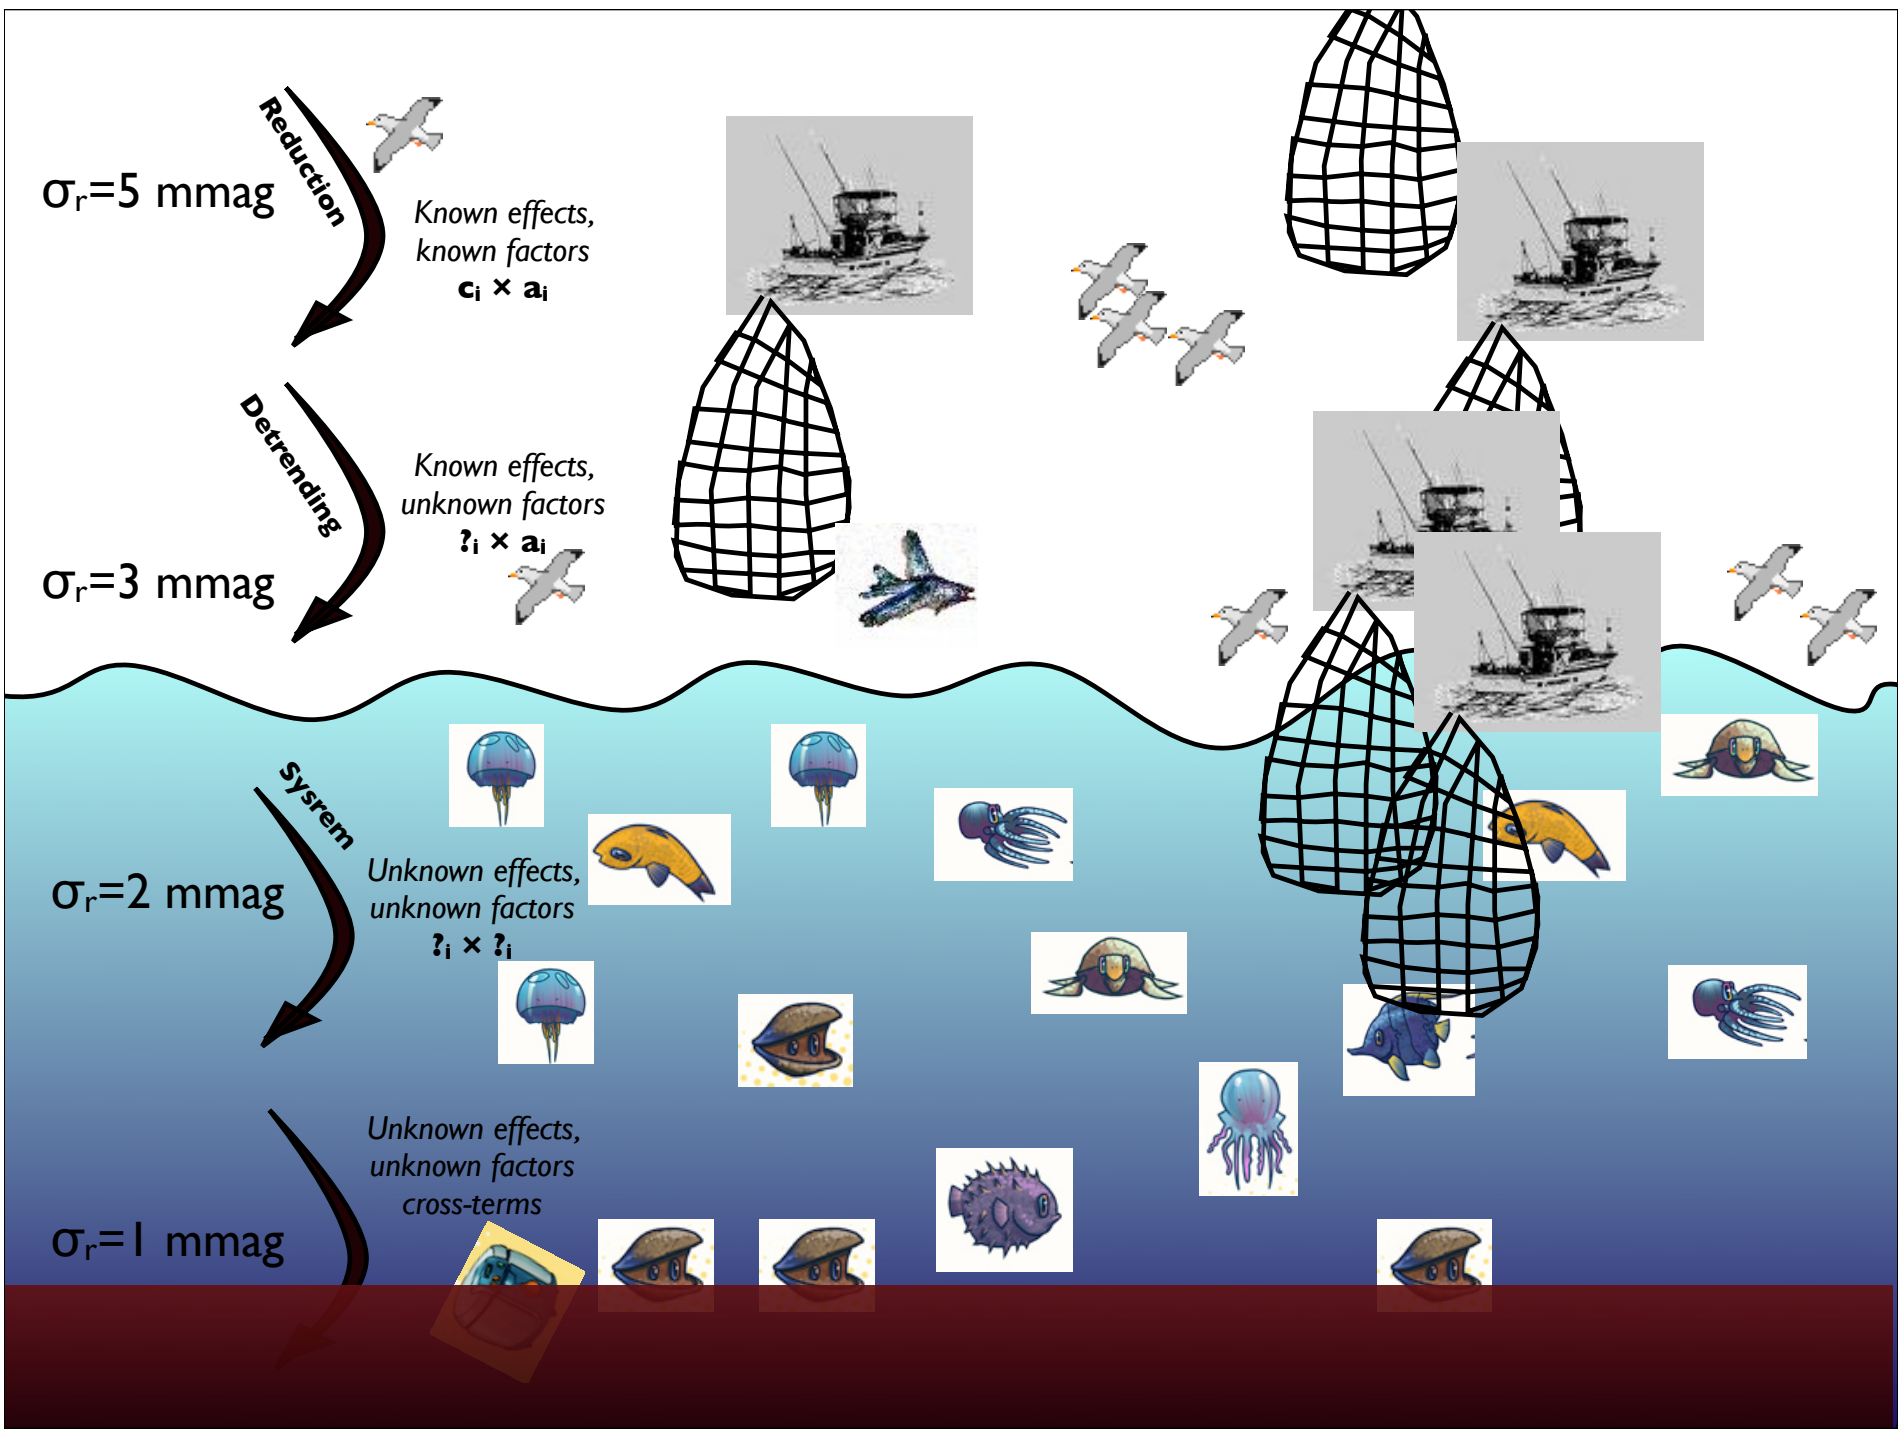 Reduction
σr=5 mmag
Known effects,
known factors
ci × ai
Detrending
Known effects,
unknown factors
?i × ai
σr=3 mmag
Sysrem
σr=2 mmag
Unknown effects,
unknown factors
?i × ?i
Unknown effects,
unknown factors
cross-terms
σr=1 mmag